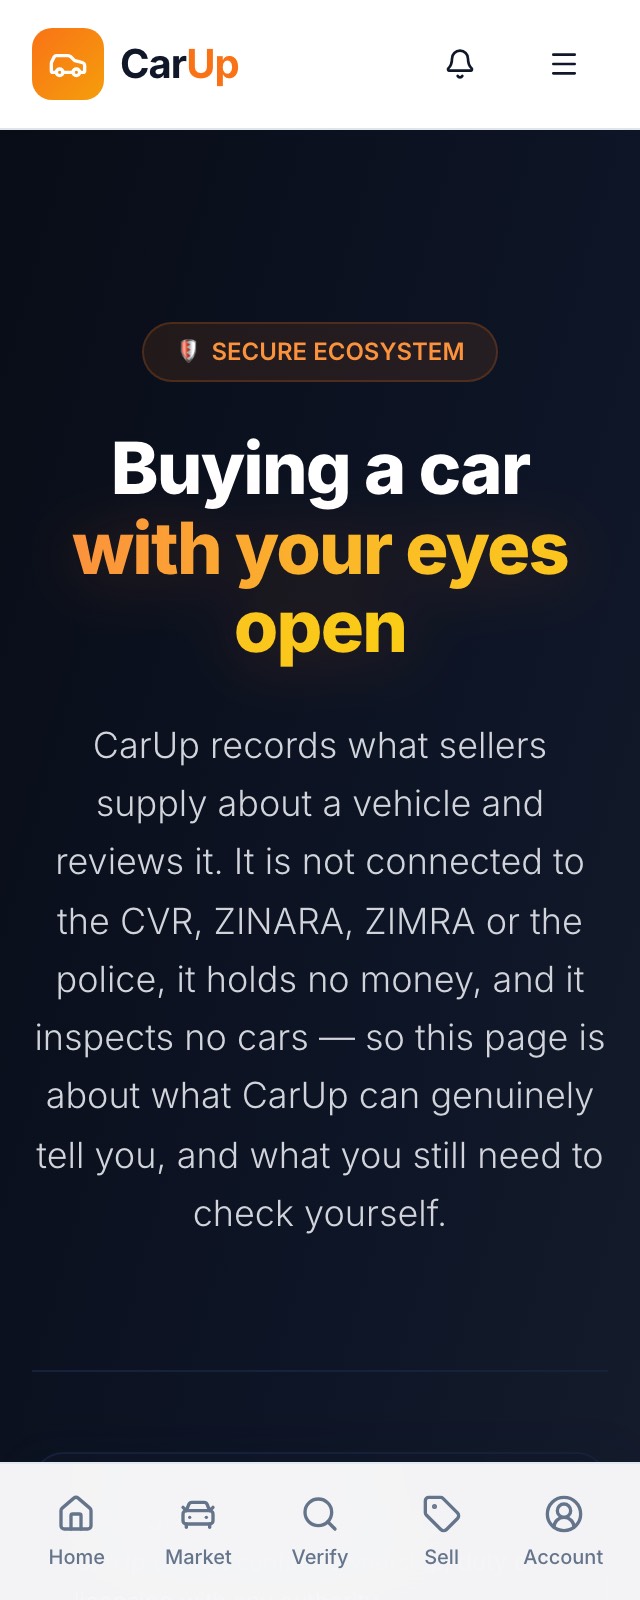 CarUp
SECURE ECOSYSTEM
Buying a car
with your eyes
open
CarUp records what sellers
supply about a vehicle and
reviews it. It is not connected to
the CVR, ZINARA, ZIMRA or the
police, it holds no money, and it
inspects no cars — so this page is
about what CarUp can genuinely
tell you, and what you still need to
check yourself.
Home Market Verify Sell Account